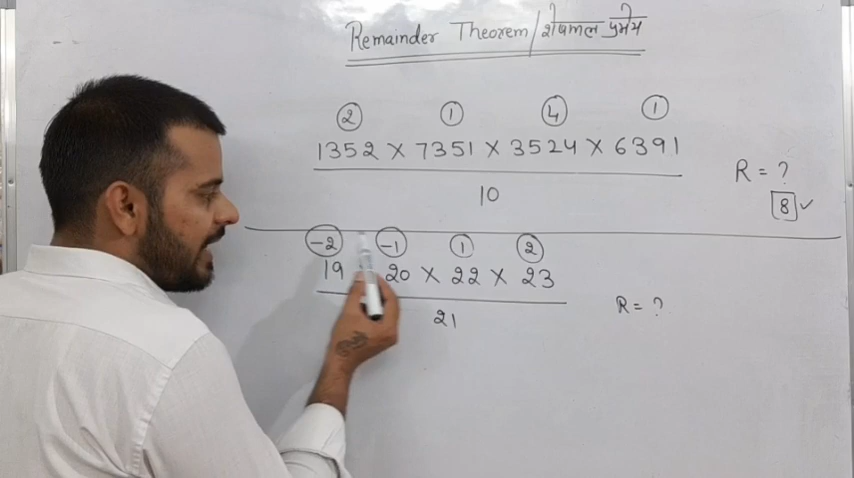 Remainder Theorem/शेषफल प्रमेय
2 1 4 1
1352 × 7351 × 3524 × 6391
10
R = ?
8 ✓
-2 -1 1 2
19 20 × 22 × 23
21
R = ?